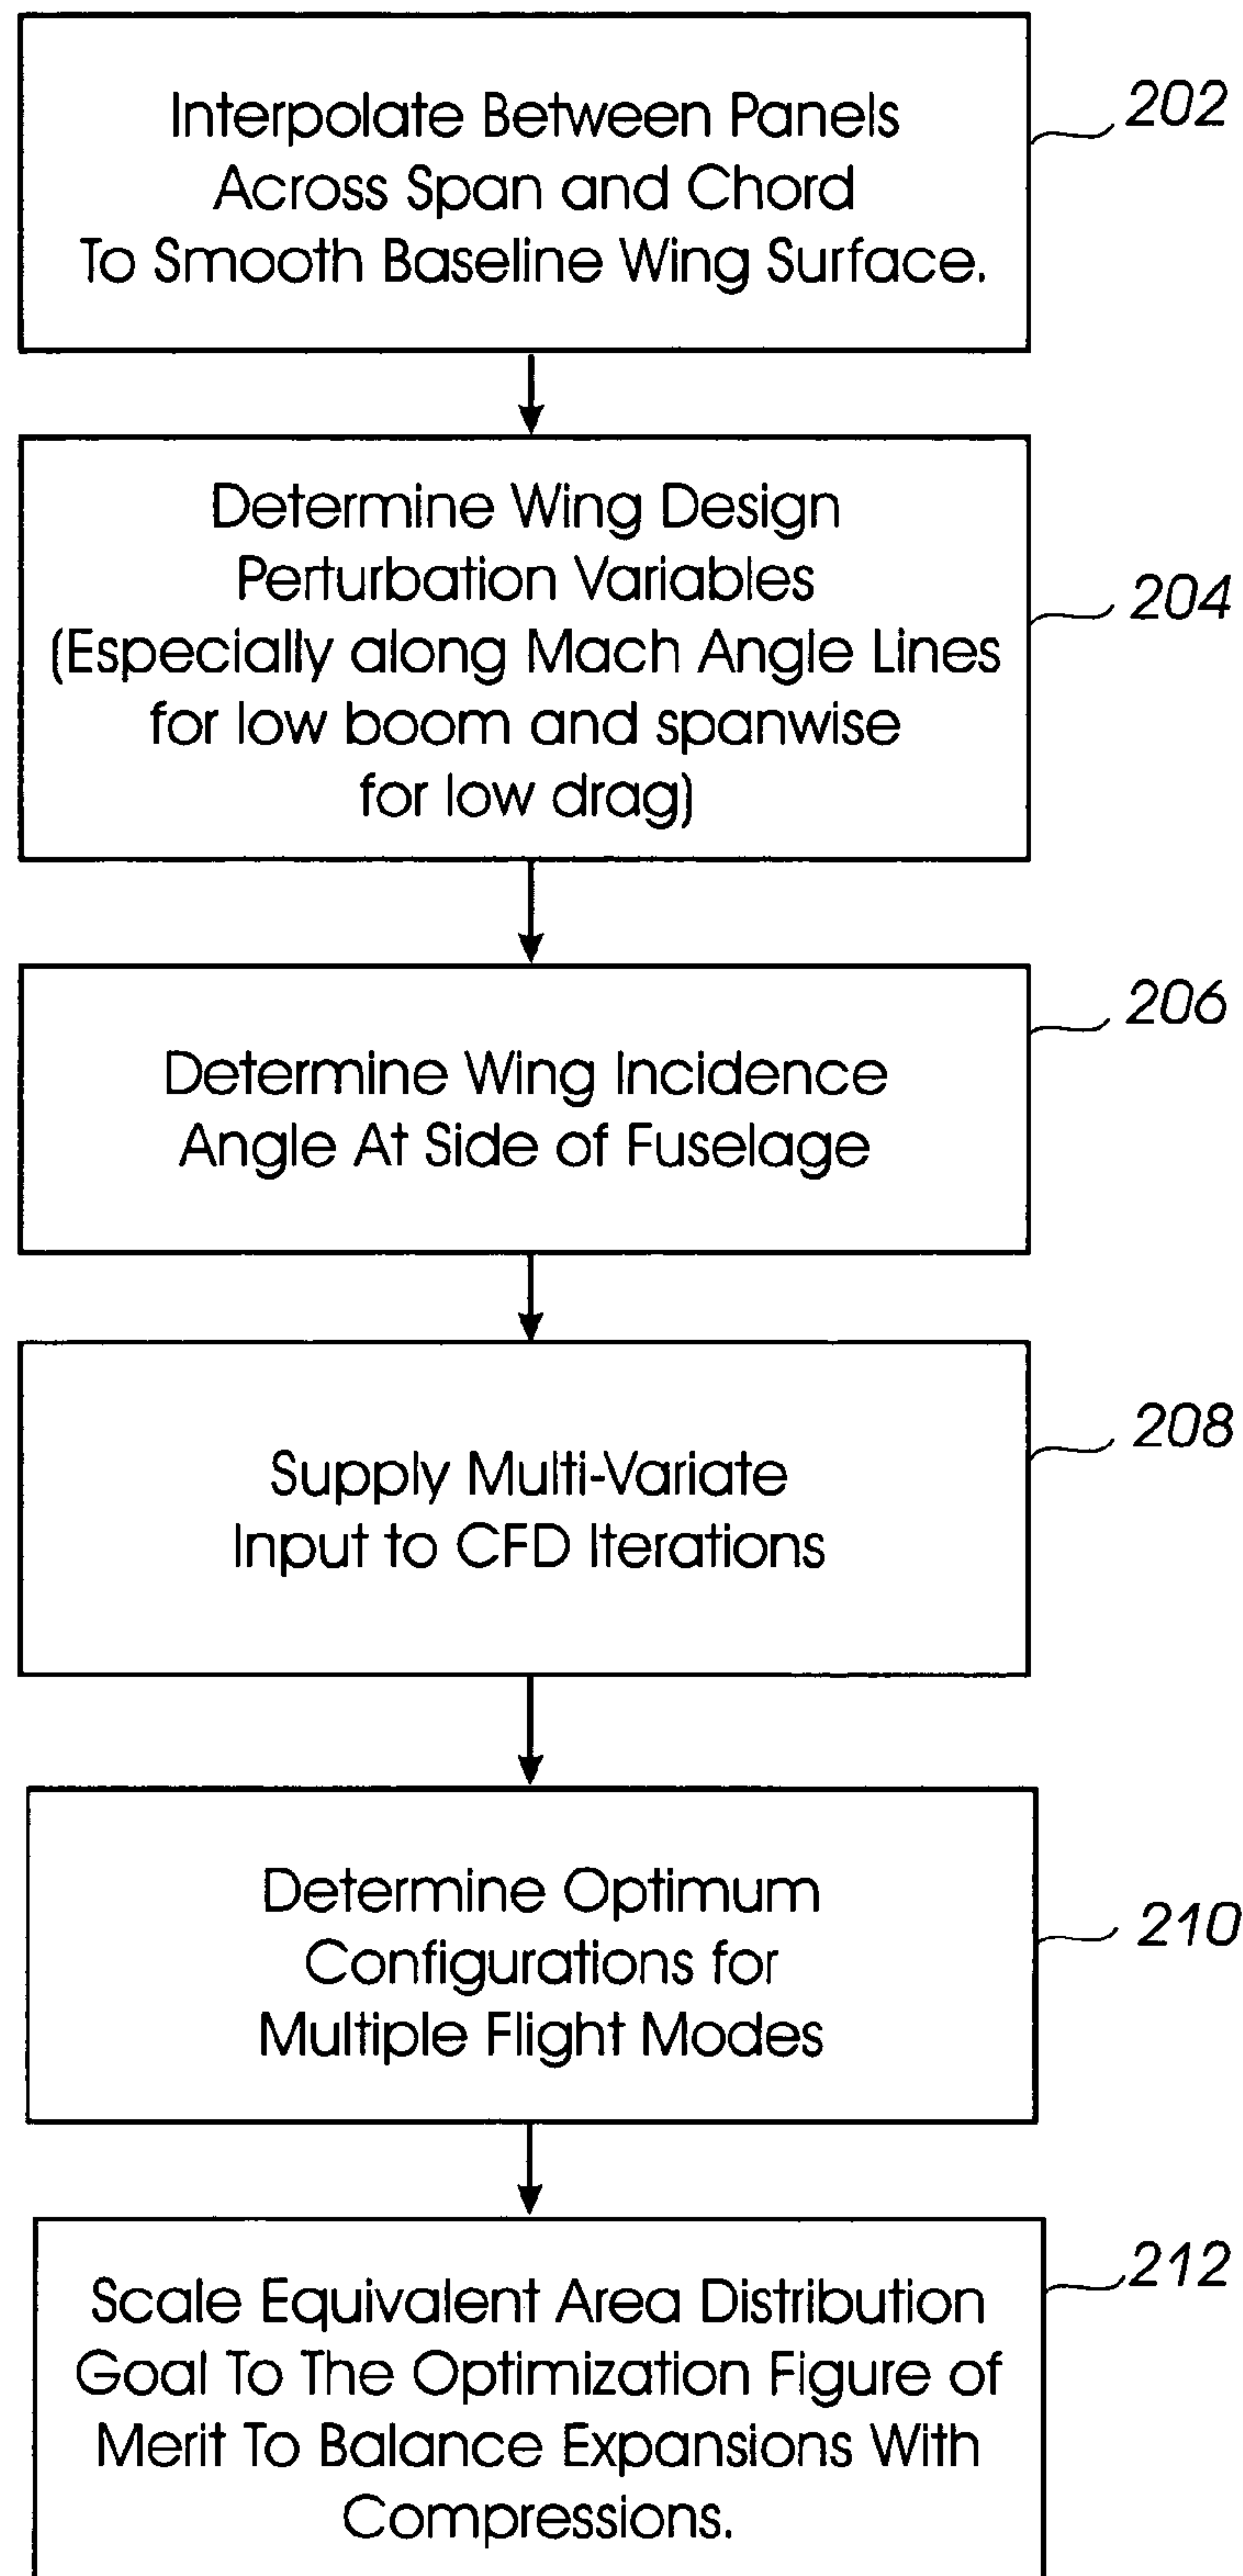 Interpolate Between Panels
Across Span and Chord
To Smooth Baseline Wing Surface.
202
Determine Wing Design
Perturbation Variables
(Especially along Mach Angle Lines
for low boom and spanwise
for low drag)
204
Determine Wing Incidence
Angle At Side of Fuselage
206
Supply Multi-Variate
Input to CFD Iterations
208
Determine Optimum
Configurations for
Multiple Flight Modes
210
Scale Equivalent Area Distribution
Goal To The Optimization Figure of
Merit To Balance Expansions With
Compressions.
212